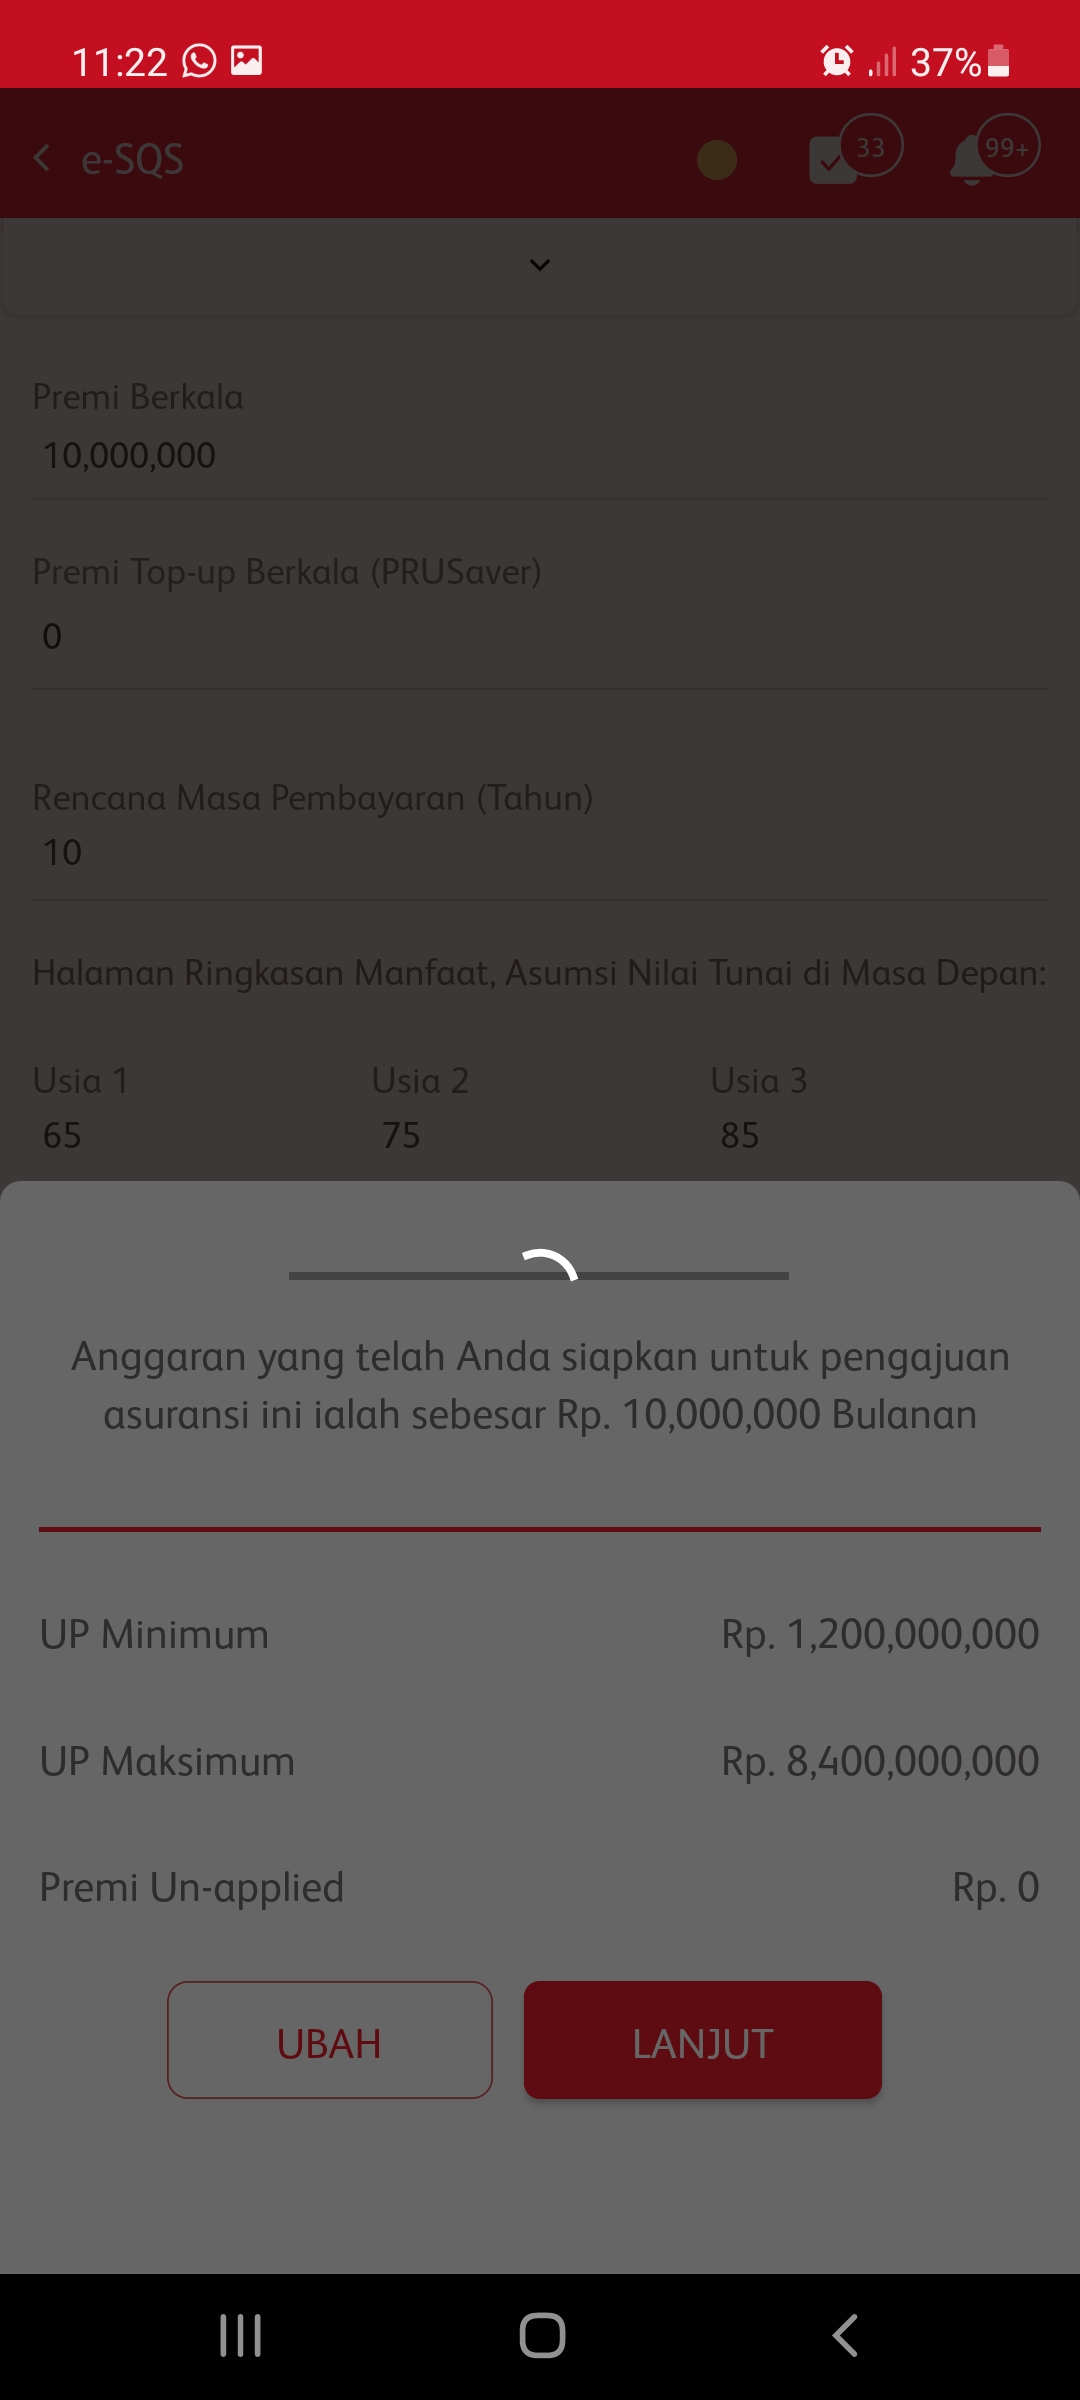 11:22
37%
e-SQS
33
99+
Premi Berkala
10,000,000
Premi Top-up Berkala (PRUSaver)
0
Rencana Masa Pembayaran (Tahun)
10
Halaman Ringkasan Manfaat, Asumsi Nilai Tunai di Masa Depan:
Usia 1 Usia 2 Usia 3
65 75 85
Anggaran yang telah Anda siapkan untuk pengajuan
asuransi ini ialah sebesar Rp. 10,000,000 Bulanan
UP Minimum Rp. 1,200,000,000
UP Maksimum Rp. 8,400,000,000
Premi Un-applied Rp. 0
UBAH LANJUT